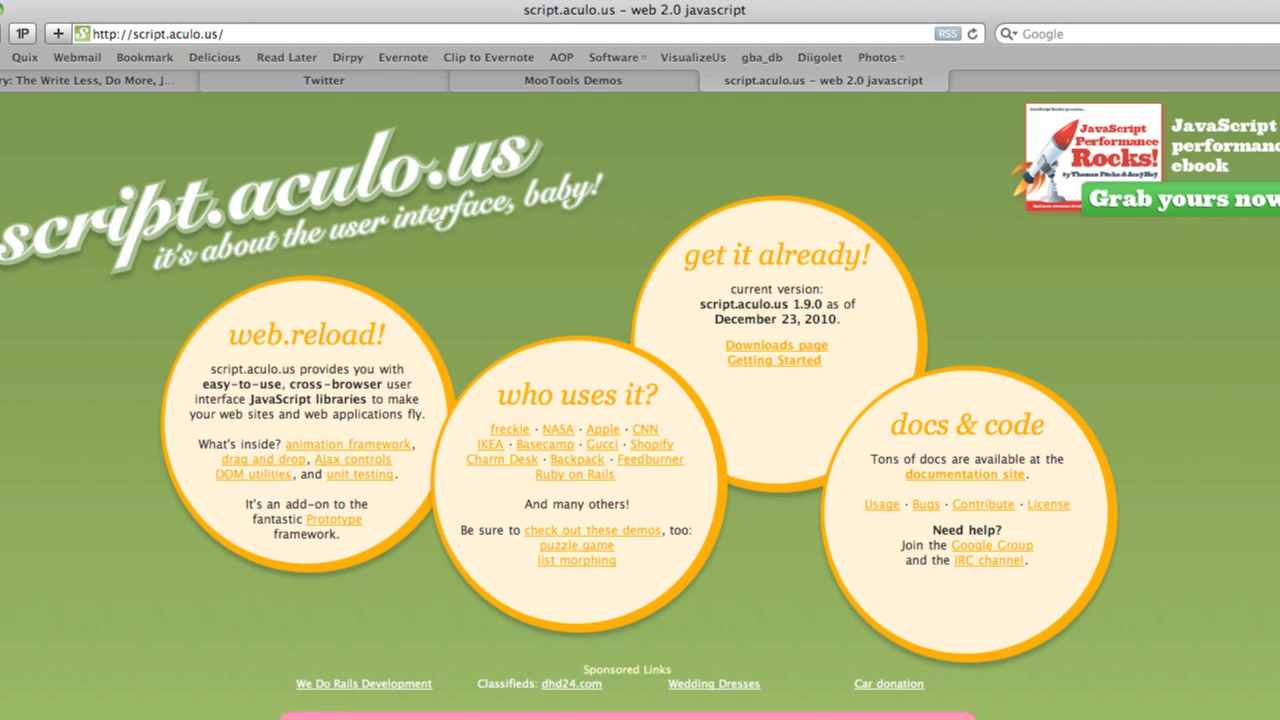 script.aculo.us - web 2.0 javascript
1P
+
http://script.aculo.us/
RSS
Google
Quix Webmail Bookmark Delicious Read Later Dirpy Evernote Clip to Evernote AOP Software VisualizeUs gba_db Diigolet Photos
ry: The Write Less, Do More, J...
Twitter
MooTools Demos
script.aculo.us - web 2.0 javascript
script.aculo.us
it's about the user interface, baby!
JavaScript
Performance
Rocks!
by Thomas Fuchs & Amy Hoy
JavaScript
performanc
ebook
Grab yours now
web.reload!
script.aculo.us provides you with
easy-to-use, cross-browser user
interface JavaScript libraries to make
your web sites and web applications fly.
What's inside? animation framework,
drag and drop, Ajax controls
DOM utilities, and unit testing.
It's an add-on to the
fantastic Prototype
framework.
who uses it?
freckle · NASA · Apple · CNN
IKEA · Basecamp · Gucci · Shopify
Charm Desk · Backpack · Feedburner
Ruby on Rails
And many others!
Be sure to check out these demos, too:
puzzle game
list morphing
get it already!
current version:
script.aculo.us 1.9.0 as of
December 23, 2010.
Downloads page
Getting Started
docs & code
Tons of docs are available at the
documentation site.
Usage · Bugs · Contribute · License
Need help?
Join the Google Group
and the IRC channel.
Sponsored Links
We Do Rails Development
Classifieds: dhd24.com
Wedding Dresses
Car donation